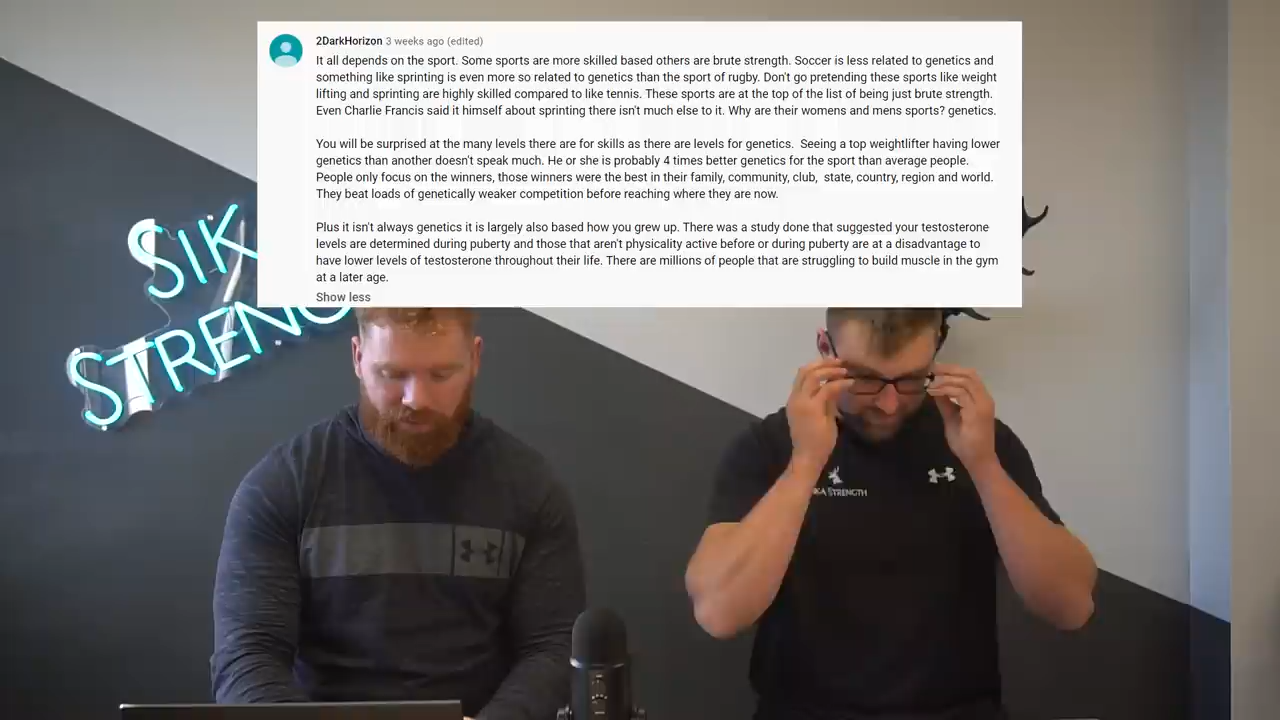 2DarkHorizon 3 weeks ago (edited)
It all depends on the sport. Some sports are more skilled based others are brute strength. Soccer is less related to genetics and
something like sprinting is even more so related to genetics than the sport of rugby. Don't go pretending these sports like weight
lifting and sprinting are highly skilled compared to like tennis. These sports are at the top of the list of being just brute strength.
Even Charlie Francis said it himself about sprinting there isn't much else to it. Why are their womens and mens sports? genetics.
You will be surprised at the many levels there are for skills as there are levels for genetics. Seeing a top weightlifter having lower
genetics than another doesn't speak much. He or she is probably 4 times better genetics for the sport than average people.
People only focus on the winners, those winners were the best in their family, community, club, state, country, region and world.
They beat loads of genetically weaker competition before reaching where they are now.
Plus it isn't always genetics it is largely also based how you grew up. There was a study done that suggested your testosterone
levels are determined during puberty and those that aren't physicality active before or during puberty are at a disadvantage to
have lower levels of testosterone throughout their life. There are millions of people that are struggling to build muscle in the gym
at a later age.
Show less
SIK
STRENG
IKA STRENGTH